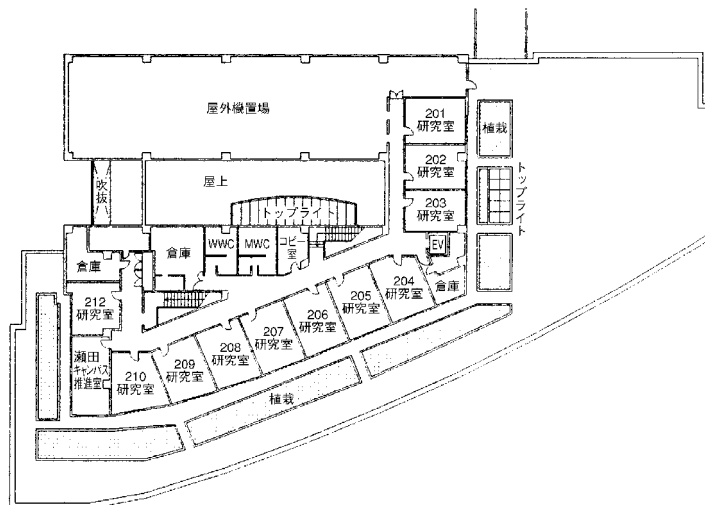 屋外機置場
201
研究室
植栽
202
研究室
吹抜
屋上
トップライト
203
研究室
トップライト
倉庫
WWC
MWC
コピー
室
EV
倉庫
204
研究室
倉庫
205
研究室
206
研究室
212
研究室
207
研究室
208
研究室
209
研究室
瀬田
キャンパス
推進室
210
研究室
植栽